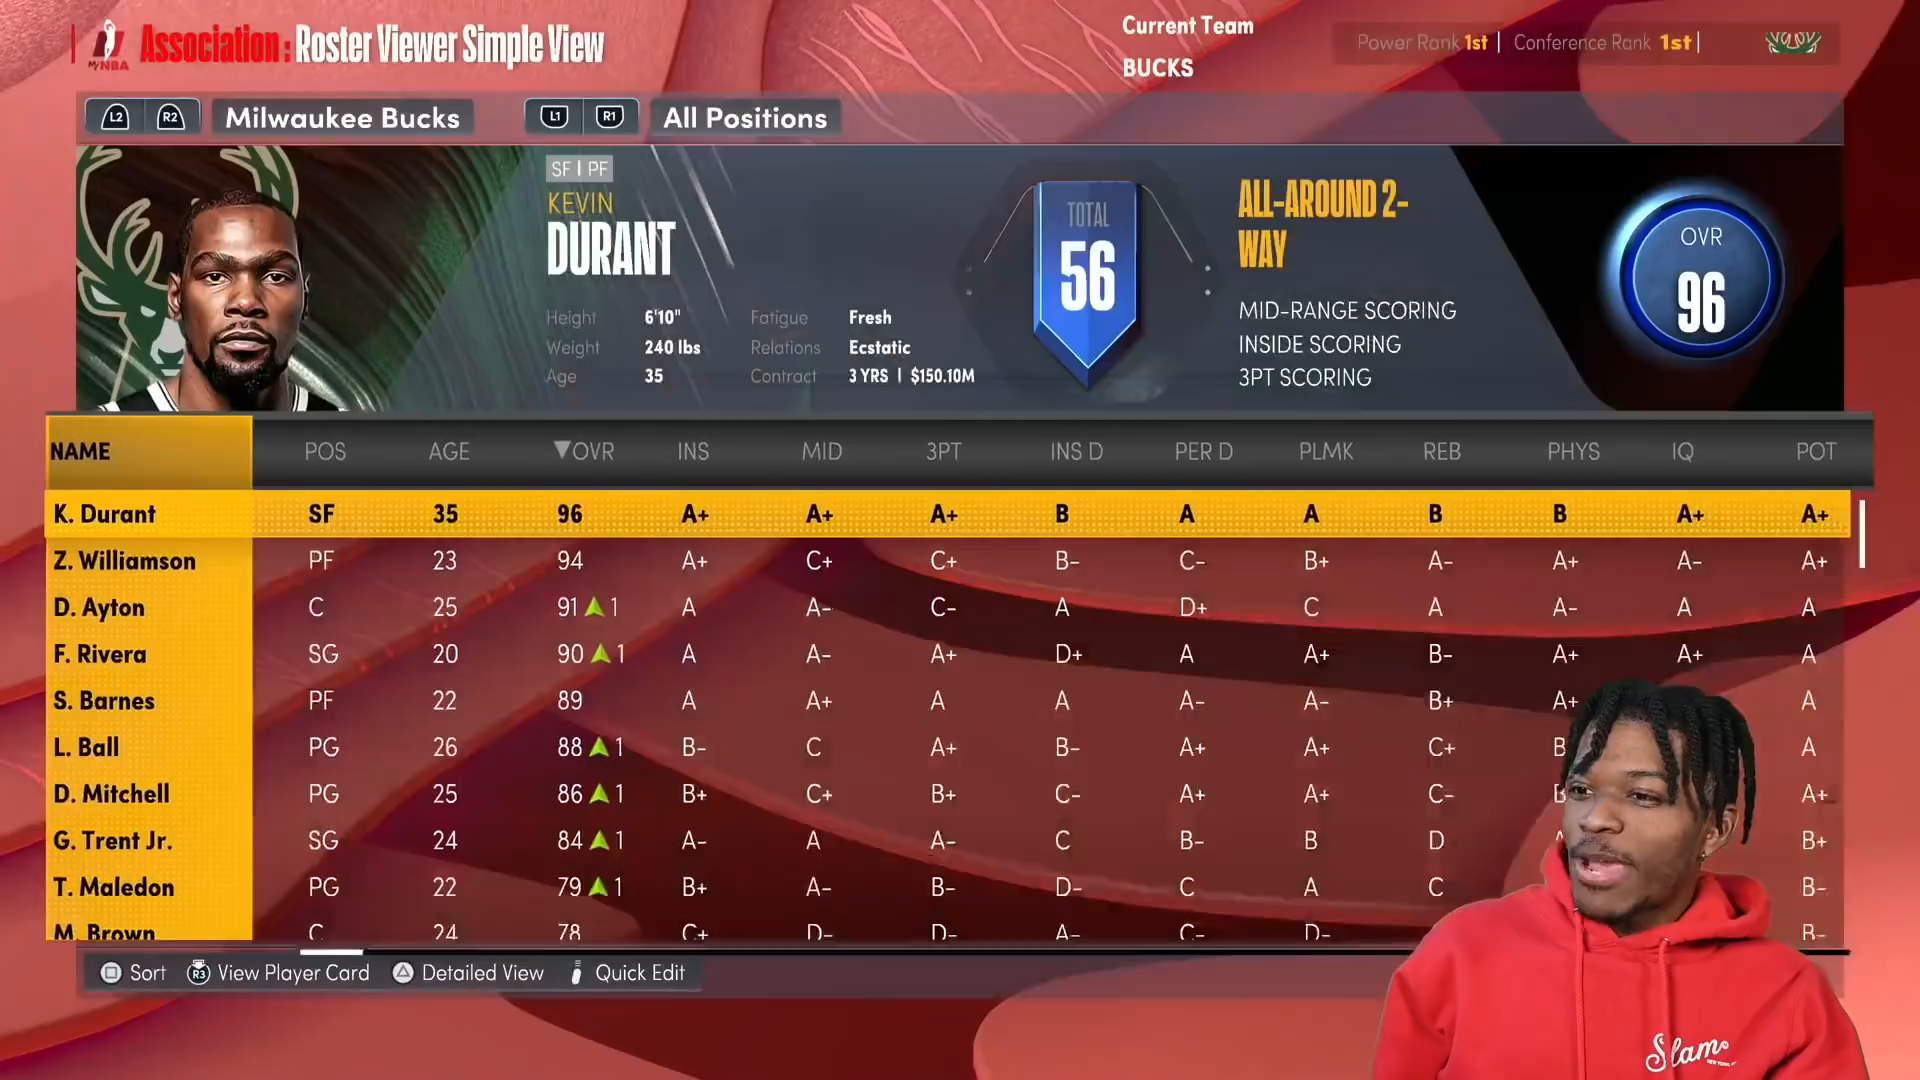 Current Team
MyNBA Association : Roster Viewer Simple View
Power Rank 1st | Conference Rank 1st |
BUCKS
L2 R2 Milwaukee Bucks L1 R1 All Positions
SF | PF
KEVIN
DURANT
Height 6'10" Fatigue Fresh
Weight 240 lbs Relations Ecstatic
Age 35 Contract 3 YRS | $150.10M
TOTAL
56
ALL-AROUND 2-
WAY
MID-RANGE SCORING
INSIDE SCORING
3PT SCORING
OVR
96
NAME POS AGE OVR INS MID 3PT INS D PER D PLMK REB PHYS IQ POT
K. Durant SF 35 96 A+ A+ A+ B A A B B A+ A+
Z. Williamson PF 23 94 A+ C+ C+ B- C- B+ A- A+ A- A+
D. Ayton C 25 91 1 A A- C- A D+ C A A- A A
F. Rivera SG 20 90 1 A A- A+ D+ A A+ B- A+ A+ A
S. Barnes PF 22 89 A A+ A A A- A- B+ A+ A
L. Ball PG 26 88 1 B- C A+ B- A+ A+ C+ B A
D. Mitchell PG 25 86 1 B+ C+ B+ C- A+ A+ C- A+
G. Trent Jr. SG 24 84 1 A- A A- C B- B D B+
T. Maledon PG 22 79 1 B+ A- B- D- C A C B-
M. Brown C 24 78 C+ D- D- A- C- D- B-
Sort R3 View Player Card Detailed View Quick Edit
Slam